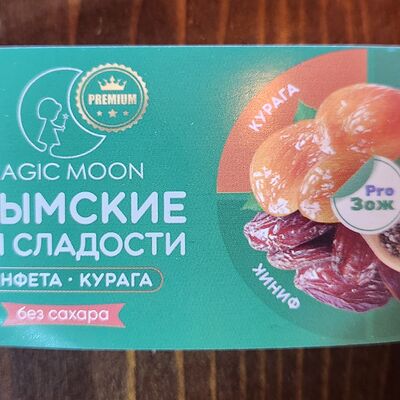 PREMIUM
AGIC MOON
ЫМСКИЕ
СЛАДОСТИ
НФЕТА · КУРАГА
без сахара
КУРАГА
Pro
Зож
ФИНИК